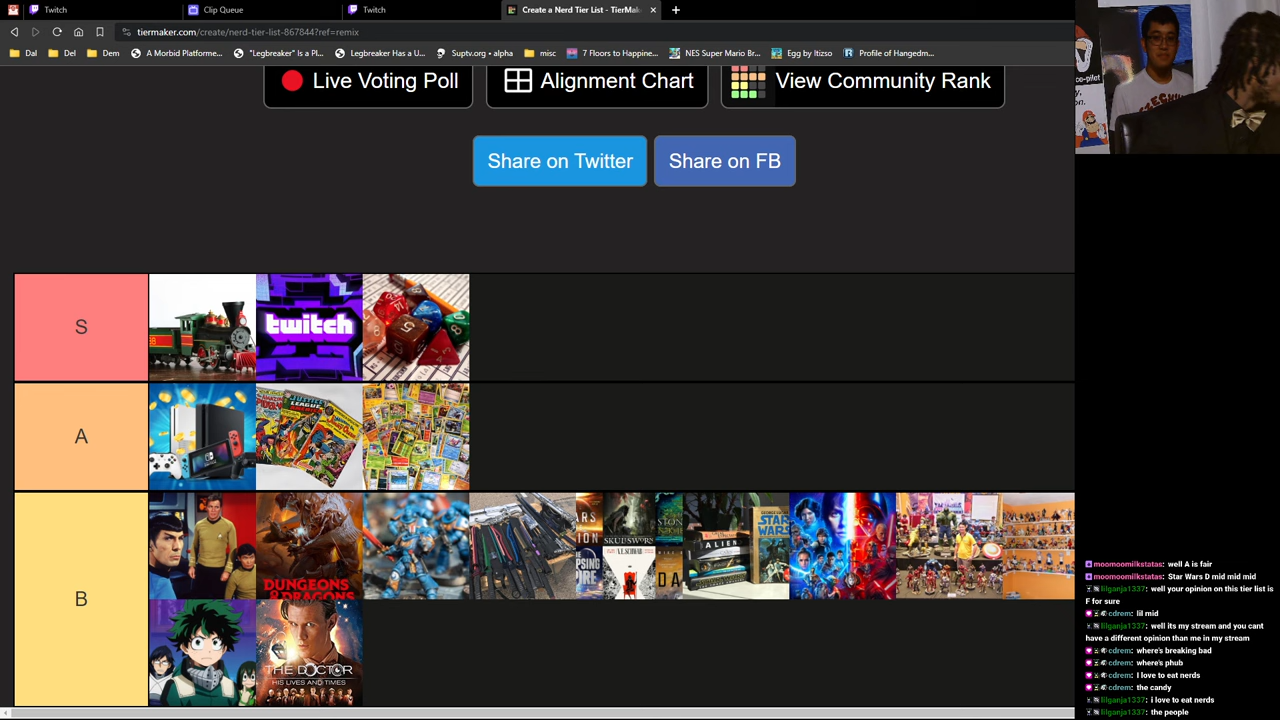 Twitch
Clip Queue
Twitch
Create a Nerd Tier List - TierMak
tiermaker.com/create/nerd-tier-list-867844?ref=remix
Dal
Del
Dem
A Morbid Platforme...
"Legbreaker" Is a Pl...
Legbreaker Has a U...
Suptv.org • alpha
misc
7 Floors to Happine...
NES Super Mario Br...
Egg by Itizso
Profile of Hangedm...
Live Voting Poll
Alignment Chart
View Community Rank
Share on Twitter
Share on FB
S
twitch
A
JUSTICE LEAGUE
B
DUNGEONS
& DRAGONS
ALIEN
STAR WARS
THE DOCTOR
HIS LIVES AND TIMES
moomoomilkstatas: well A is fair
moomoomilkstatas: Star Wars D mid mid mid
lilganja1337: well your opinion on this tier list is
F for sure
cdrem: lil mid
lilganja1337: well its my stream and you cant
have a different opinion than me in my stream
cdrem: where's breaking bad
cdrem: where's phub
cdrem: I love to eat nerds
cdrem: the candy
lilganja1337: i love to eat nerds
lilganja1337: the people